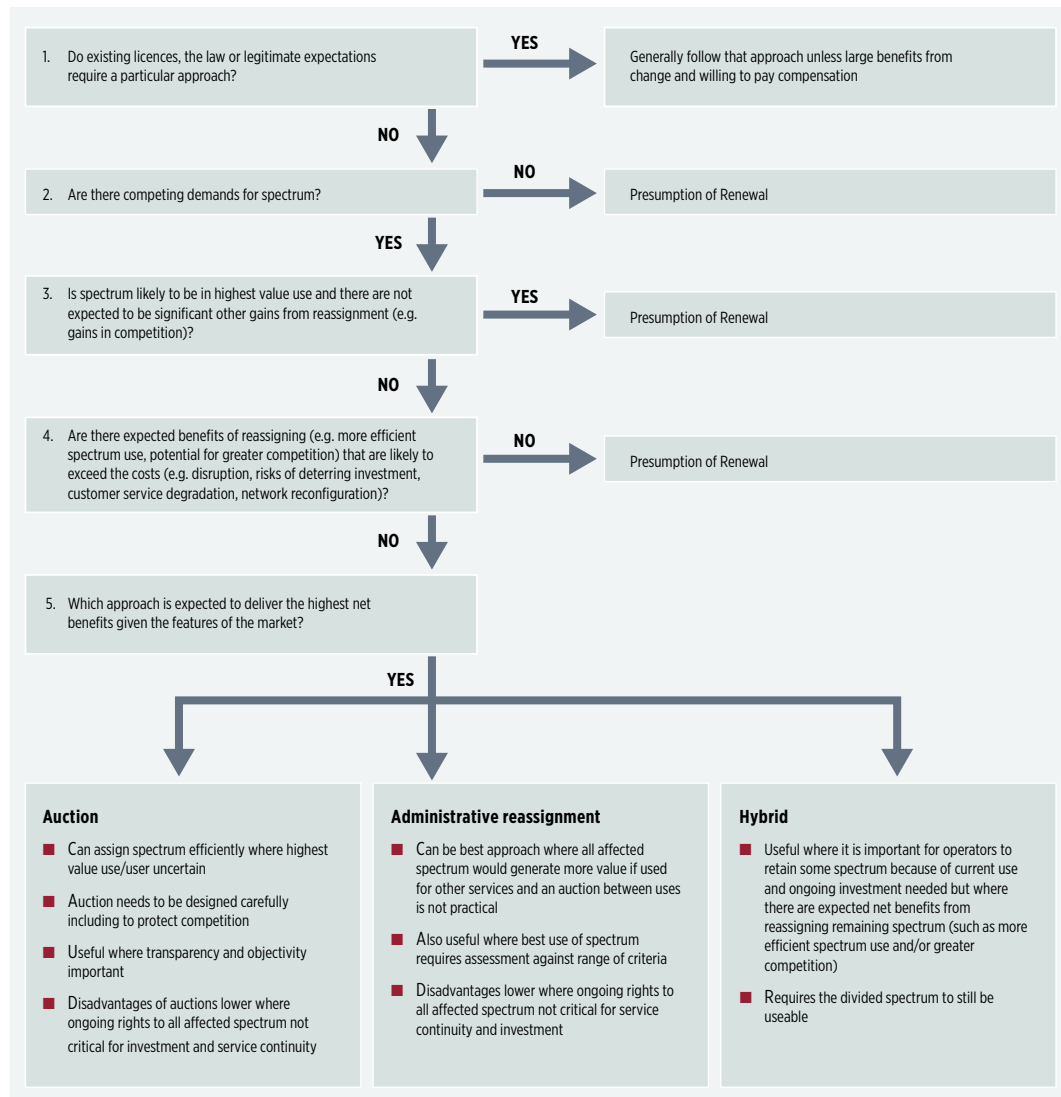 1. Do existing licences, the law or legitimate expectations
require a particular approach?
YES
Generally follow that approach unless large benefits from
change and willing to pay compensation
NO
2. Are there competing demands for spectrum?
NO
Presumption of Renewal
YES
3. Is spectrum likely to be in highest value use and there are not
expected to be significant other gains from reassignment (e.g.
gains in competition)?
YES
Presumption of Renewal
NO
4. Are there expected benefits of reassigning (e.g. more efficient
spectrum use, potential for greater competition) that are likely to
exceed the costs (e.g. disruption, risks of deterring investment,
customer service degradation, network reconfiguration)?
NO
Presumption of Renewal
NO
5. Which approach is expected to deliver the highest net
benefits given the features of the market?
YES
Auction
Can assign spectrum efficiently where highest
value use/user uncertain
Auction needs to be designed carefully
including to protect competition
Useful where transparency and objectivity
important
Disadvantages of auctions lower where
ongoing rights to all affected spectrum not
critical for investment and service continuity
Administrative reassignment
Can be best approach where all affected
spectrum would generate more value if used
for other services and an auction between uses
is not practical
Also useful where best use of spectrum
requires assessment against range of criteria
Disadvantages lower where ongoing rights to
all affected spectrum not critical for service
continuity and investment
Hybrid
Useful where it is important for operators to
retain some spectrum because of current use
and ongoing investment needed but where
there are expected net benefits from
reassigning remaining spectrum (such as more
efficient spectrum use and/or greater
competition)
Requires the divided spectrum to still be
useable